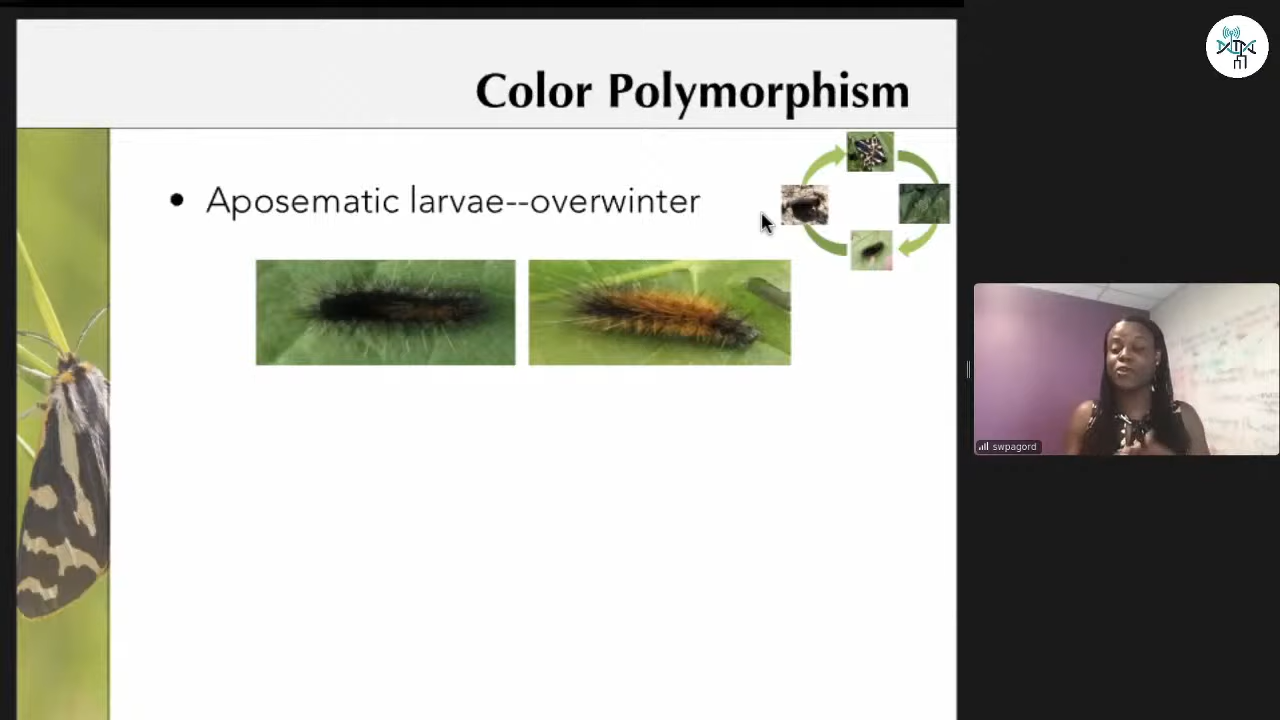 Color Polymorphism
• Aposematic larvae--overwinter
swpagord